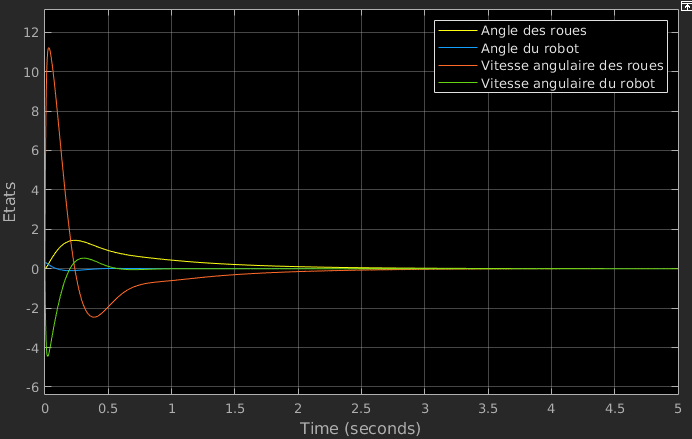 Angle des roues
Angle du robot
Vitesse angulaire des roues
Vitesse angulaire du robot
Etats
12
10
8
6
4
2
0
-2
-4
-6
0 0.5 1 1.5 2 2.5 3 3.5 4 4.5 5
Time (seconds)